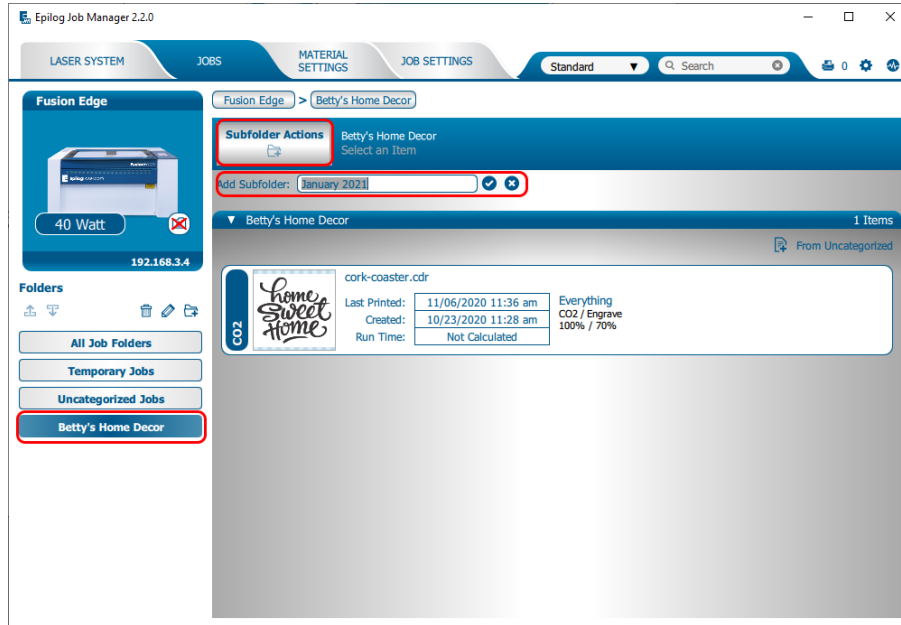 Epilog Job Manager 2.2.0
LASER SYSTEM
JOBS
MATERIAL
SETTINGS
JOB SETTINGS
Standard
Search
0
Fusion Edge
Fusion Edge > Betty's Home Decor
Subfolder Actions
Betty's Home Decor
Select an Item
Add Subfolder: January 2021
40 Watt
192.168.3.4
Betty's Home Decor
1 Items
From Uncategorized
Folders
All Job Folders
Temporary Jobs
Uncategorized Jobs
Betty's Home Decor
CO2
home
Sweet
Home
cork-coaster.cdr
Last Printed: 11/06/2020 11:36 am
Created: 10/23/2020 11:28 am
Run Time: Not Calculated
Everything
CO2 / Engrave
100% / 70%